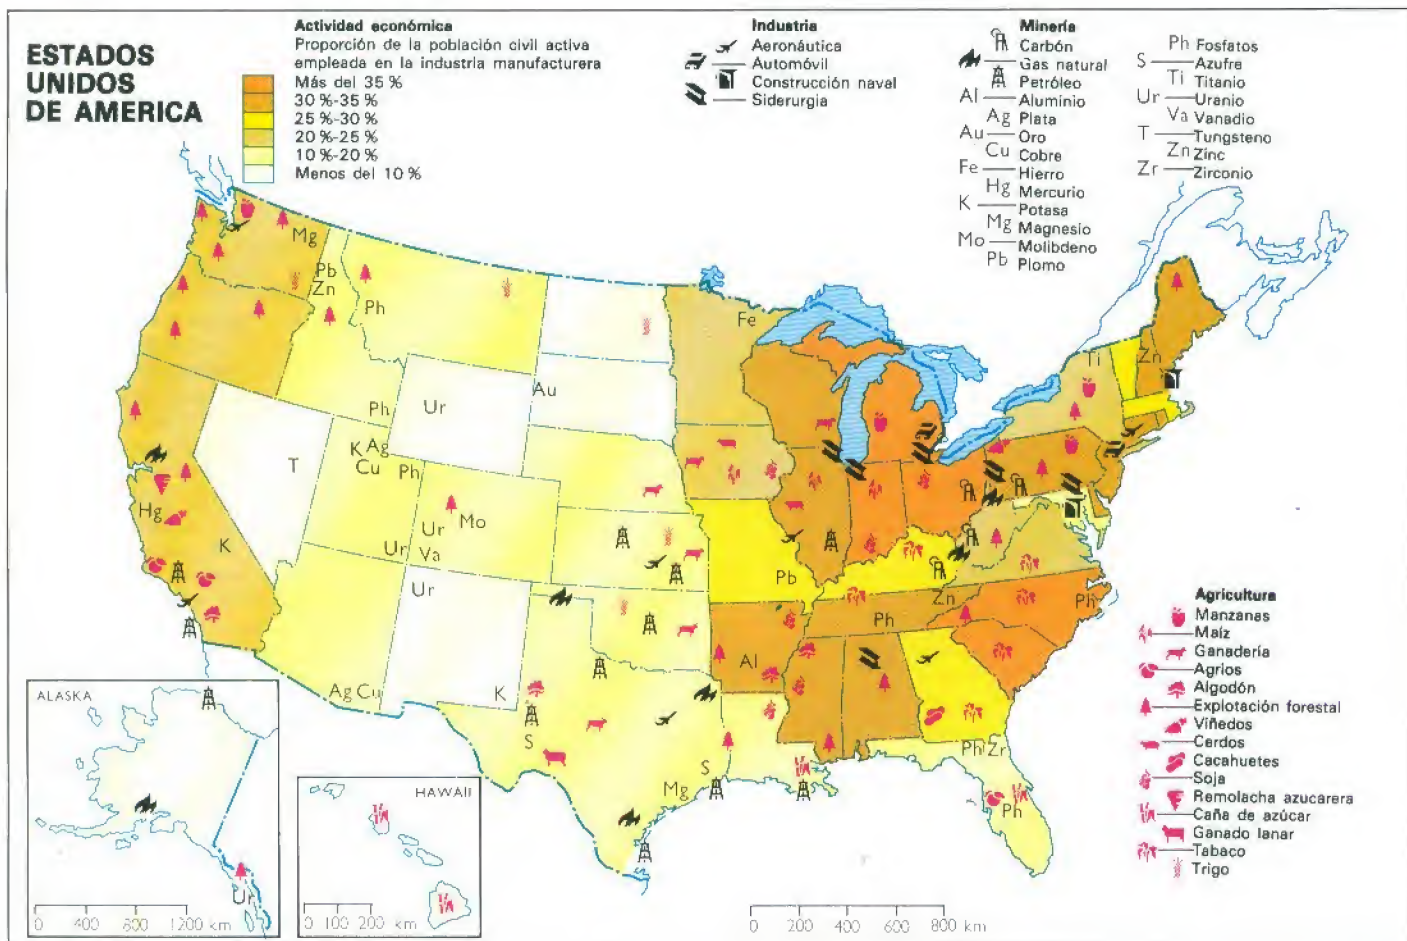 ESTADOS
UNIDOS
DE AMERICA
Actividad económica
Proporción de la población civil activa
empleada en la industria manufacturera
Más del 35 %
30 %-35 %
25 %-30 %
20 %-25 %
10 %-20 %
Menos del 10 %
Industria
Aeronáutica
Automóvil
Construcción naval
Siderurgia
Minería
Carbón
Gas natural
Petróleo
Al Aluminio
Ag Plata
Au Oro
Cu Cobre
Fe Hierro
Hg Mercurio
K Potasa
Mg Magnesio
Mo Molibdeno
Pb Plomo
Ph Fosfatos
S Azufre
Ti Titanio
Ur Uranio
Va Vanadio
T Tungsteno
Zn Zinc
Zr Zirconio
Mg
Pb
Zn
Ph
Fe
Ti
Zn
Ph
Ur
Au
K Ag
Cu
Ph
T
Hg
K
Ur
Mo
Ur
Va
Ur
Pb
Zn
Ph
Ph
Al
Ag Cu
K
S
S
Mg
Ph Zr
Ph
Agricultura
Manzanas
Maíz
Ganadería
Agrios
Algodón
Explotación forestal
Viñedos
Cerdos
Cacahuetes
Soja
Remolacha azucarera
Caña de azúcar
Ganado lanar
Tabaco
Trigo
ALASKA
Ur
0 400 800 1200 km
HAWAII
0 100 200 km
0 200 400 600 800 km